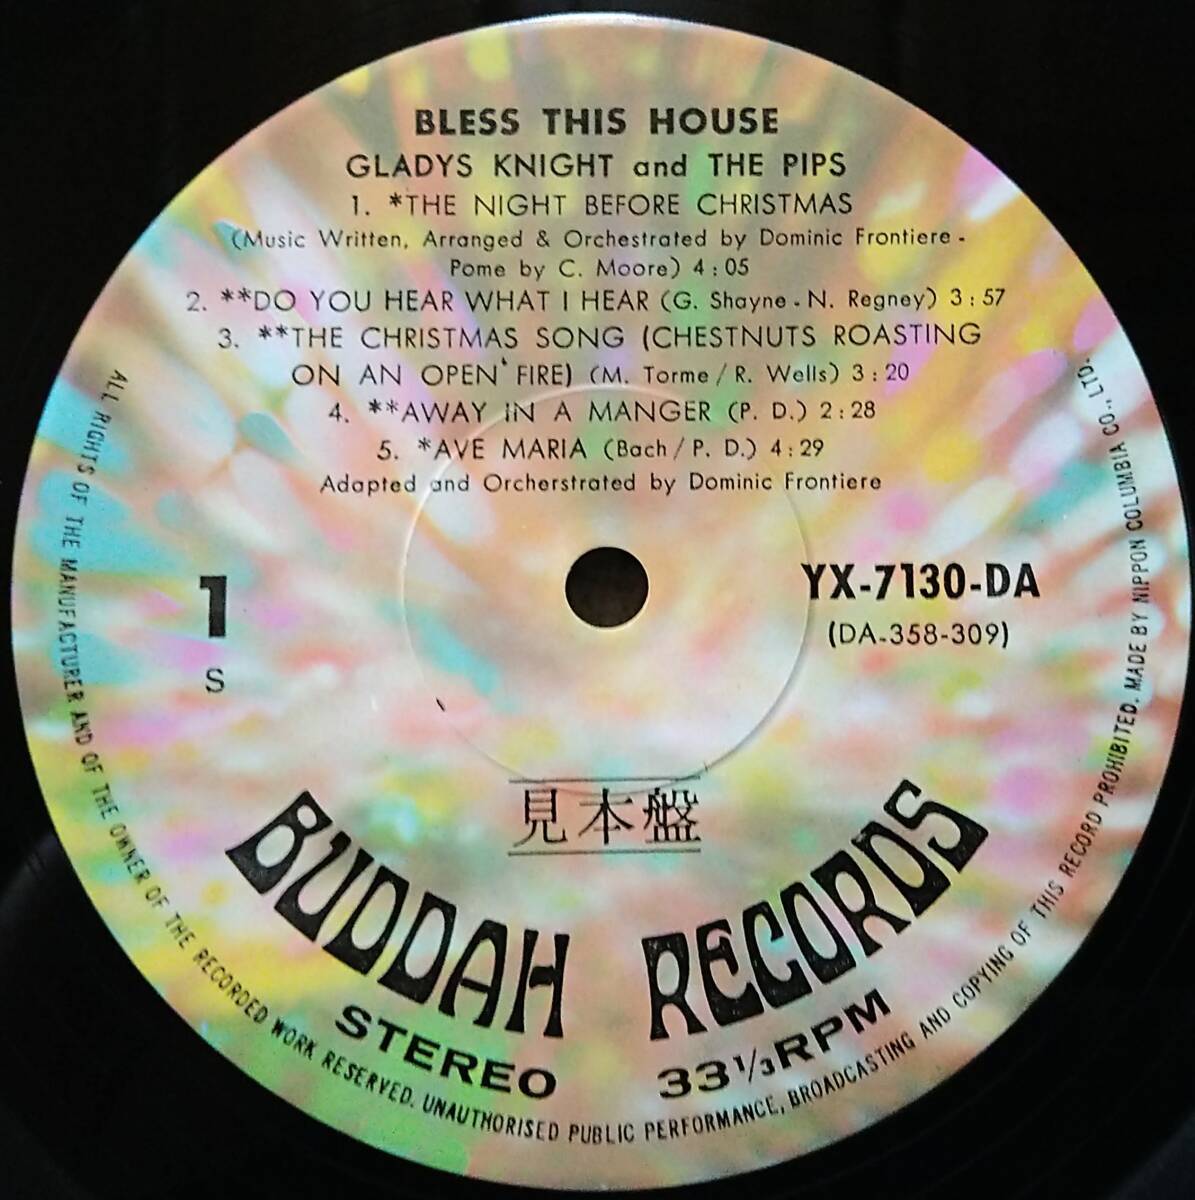 BLESS THIS HOUSE
GLADYS KNIGHT and THE PIPS
1. *THE NIGHT BEFORE CHRISTMAS
(Music Written, Arranged & Orchestrated by Dominic Frontiere -
Pome by C. Moore) 4 : 05
2. **DO YOU HEAR WHAT I HEAR (G. Shayne - N. Regney) 3 : 57
3. **THE CHRISTMAS SONG (CHESTNUTS ROASTING
ON AN OPEN FIRE) (M. Torme / R. Wells) 3 : 20
4. **AWAY IN A MANGER (P. D.) 2 : 28
5. *AVE MARIA (Bach / P. D.) 4 : 29
Adapted and Orcherstrated by Dominic Frontiere
1
S
YX-7130-DA
(DA-358-309)
見本盤
BUDDAH RECORDS
STEREO 33 1/3 RPM
ALL RIGHTS OF THE MANUFACTURER AND OF THE OWNER OF THE RECORDED WORK RESERVED. UNAUTHORISED PUBLIC PERFORMANCE, BROADCASTING AND COPYING OF THIS RECORD PROHIBITED. MADE BY NIPPON COLUMBIA CO., LTD.